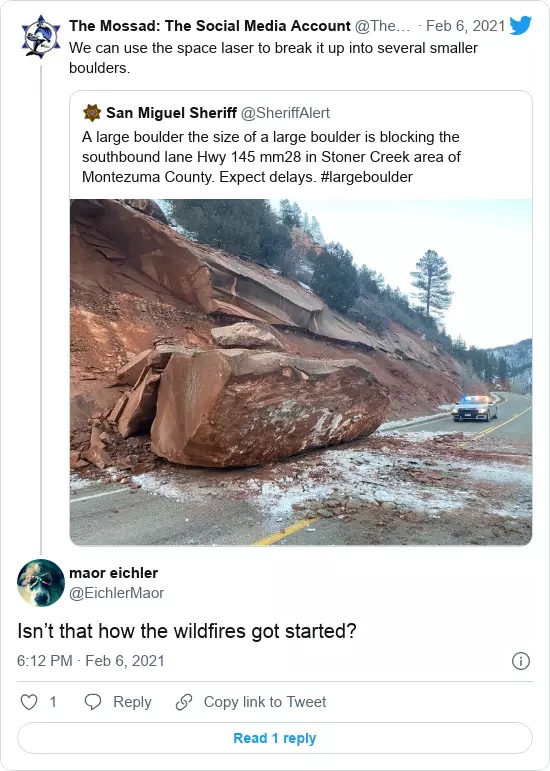 The Mossad: The Social Media Account @The... · Feb 6, 2021
We can use the space laser to break it up into several smaller
boulders.
San Miguel Sheriff @SheriffAlert
A large boulder the size of a large boulder is blocking the
southbound lane Hwy 145 mm28 in Stoner Creek area of
Montezuma County. Expect delays. #largeboulder
maor eichler
@EichlerMaor
Isn’t that how the wildfires got started?
6:12 PM · Feb 6, 2021
1 Reply Copy link to Tweet
Read 1 reply